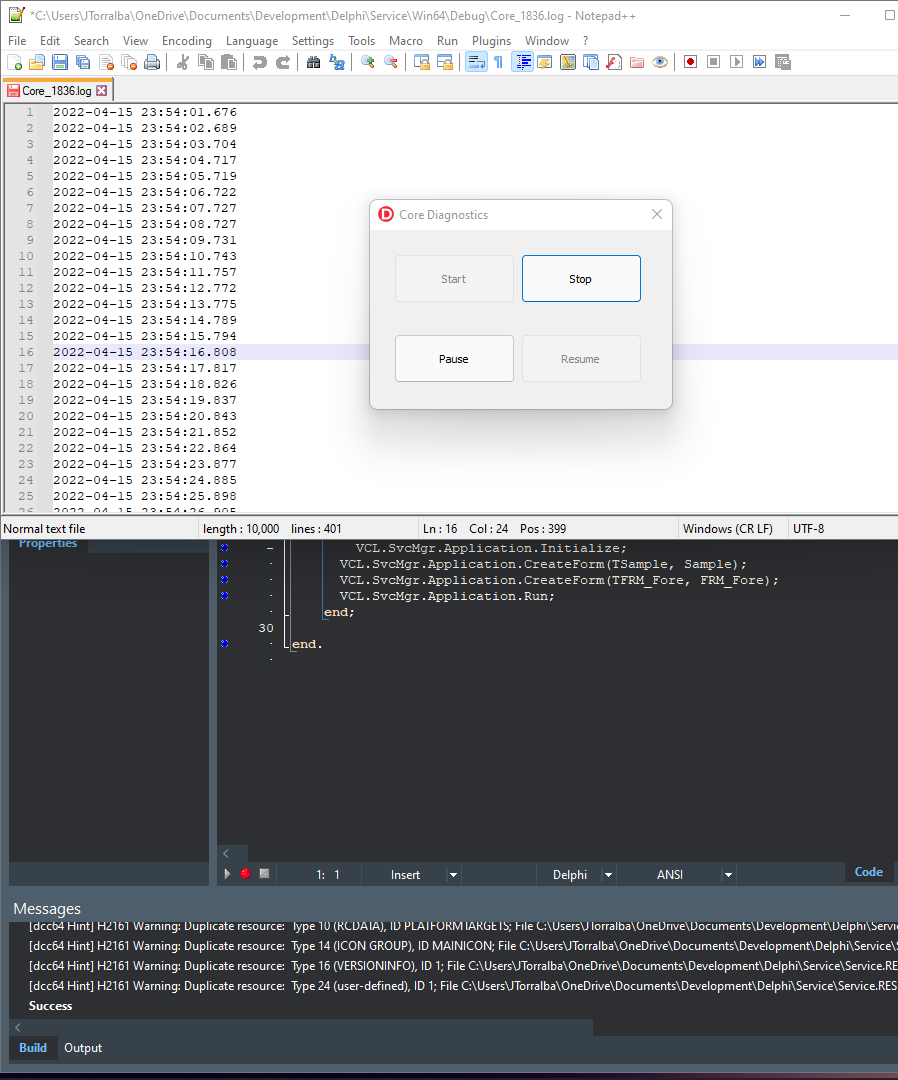 *C:\Users\JTorralba\OneDrive\Documents\Development\Delphi\Service\Win64\Debug\Core_1836.log - Notepad++
File Edit Search View Encoding Language Settings Tools Macro Run Plugins Window ?
Core_1836.log
1 2022-04-15 23:54:01.676
2 2022-04-15 23:54:02.689
3 2022-04-15 23:54:03.704
4 2022-04-15 23:54:04.717
5 2022-04-15 23:54:05.719
6 2022-04-15 23:54:06.722
7 2022-04-15 23:54:07.727
8 2022-04-15 23:54:08.727
9 2022-04-15 23:54:09.731
10 2022-04-15 23:54:10.743
11 2022-04-15 23:54:11.757
12 2022-04-15 23:54:12.772
13 2022-04-15 23:54:13.775
14 2022-04-15 23:54:14.789
15 2022-04-15 23:54:15.794
16 2022-04-15 23:54:16.808
17 2022-04-15 23:54:17.817
18 2022-04-15 23:54:18.826
19 2022-04-15 23:54:19.837
20 2022-04-15 23:54:20.843
21 2022-04-15 23:54:21.852
22 2022-04-15 23:54:22.864
23 2022-04-15 23:54:23.877
24 2022-04-15 23:54:24.885
25 2022-04-15 23:54:25.898
26 2022-04-15 23:54:26.905
Core Diagnostics
Start Stop
Pause Resume
Normal text file length : 10,000 lines : 401 Ln : 16 Col : 24 Pos : 399 Windows (CR LF) UTF-8
Properties
VCL.SvcMgr.Application.Initialize;
VCL.SvcMgr.Application.CreateForm(TSample, Sample);
VCL.SvcMgr.Application.CreateForm(TFRM_Fore, FRM_Fore);
VCL.SvcMgr.Application.Run;
end;
30
end.
1: 1 Insert Delphi ANSI Code
Messages
[dcc64 Hint] H2161 Warning: Duplicate resource: Type 10 (RCDATA), ID PLATFORMTARGETS; File C:\Users\JTorralba\OneDrive\Documents\Development\Delphi\Servi
[dcc64 Hint] H2161 Warning: Duplicate resource: Type 14 (ICON GROUP), ID MAINICON; File C:\Users\JTorralba\OneDrive\Documents\Development\Delphi\Service\S
[dcc64 Hint] H2161 Warning: Duplicate resource: Type 16 (VERSIONINFO), ID 1; File C:\Users\JTorralba\OneDrive\Documents\Development\Delphi\Service\Service.RES
[dcc64 Hint] H2161 Warning: Duplicate resource: Type 24 (user-defined), ID 1; File C:\Users\JTorralba\OneDrive\Documents\Development\Delphi\Service\Service.RES
Success
Build Output